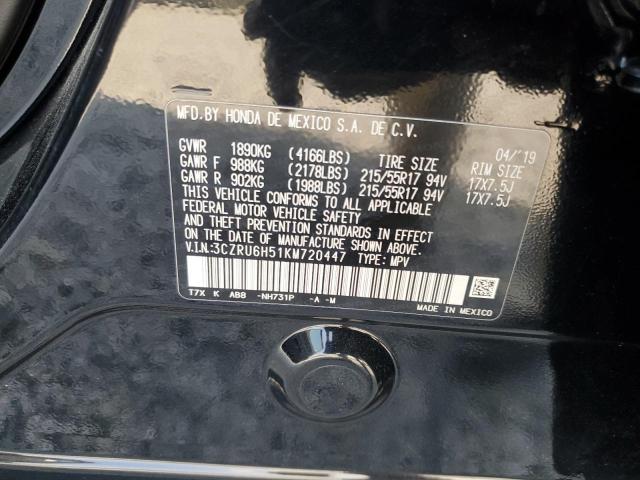 MFD.BY HONDA DE MEXICO S.A. DE C.V.
04/'19
GVWR 1890KG (4166LBS) TIRE SIZE RIM SIZE
GAWR F 988KG (2178LBS) 215/55R17 94V 17X7.5J
GAWR R 902KG (1988LBS) 215/55R17 94V 17X7.5J
THIS VEHICLE CONFORMS TO ALL APPLICABLE
FEDERAL MOTOR VEHICLE SAFETY
AND THEFT PREVENTION STANDARDS IN EFFECT
ON THE DATE OF MANUFACTURE SHOWN ABOVE.
V.I.N.:3CZRU6H51KM720447 TYPE: MPV
T7X K AB8 -NH731P -A -M MADE IN MEXICO